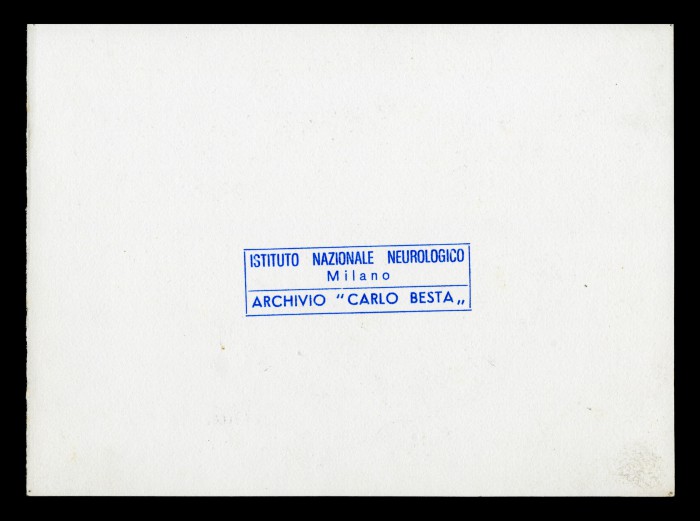 ISTITUTO NAZIONALE NEUROLOGICO
Milano
ARCHIVIO "CARLO BESTA„